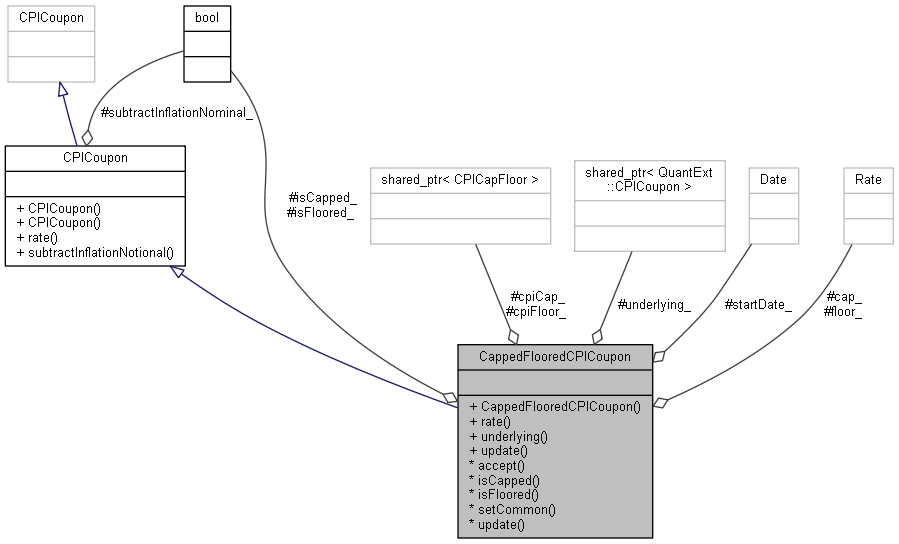 CPICoupon
bool
#subtractInflationNominal_
CPICoupon
+ CPICoupon()
+ CPICoupon()
+ rate()
+ subtractInflationNotional()
#isCapped_
#isFloored_
shared_ptr< CPICapFloor >
shared_ptr< QuantExt
::CPICoupon >
Date
Rate
#cpiCap_
#cpiFloor_
#underlying_
#startDate_
#cap_
#floor_
CappedFlooredCPICoupon
+ CappedFlooredCPICoupon()
+ rate()
+ underlying()
+ update()
* accept()
* isCapped()
* isFloored()
* setCommon()
* update()